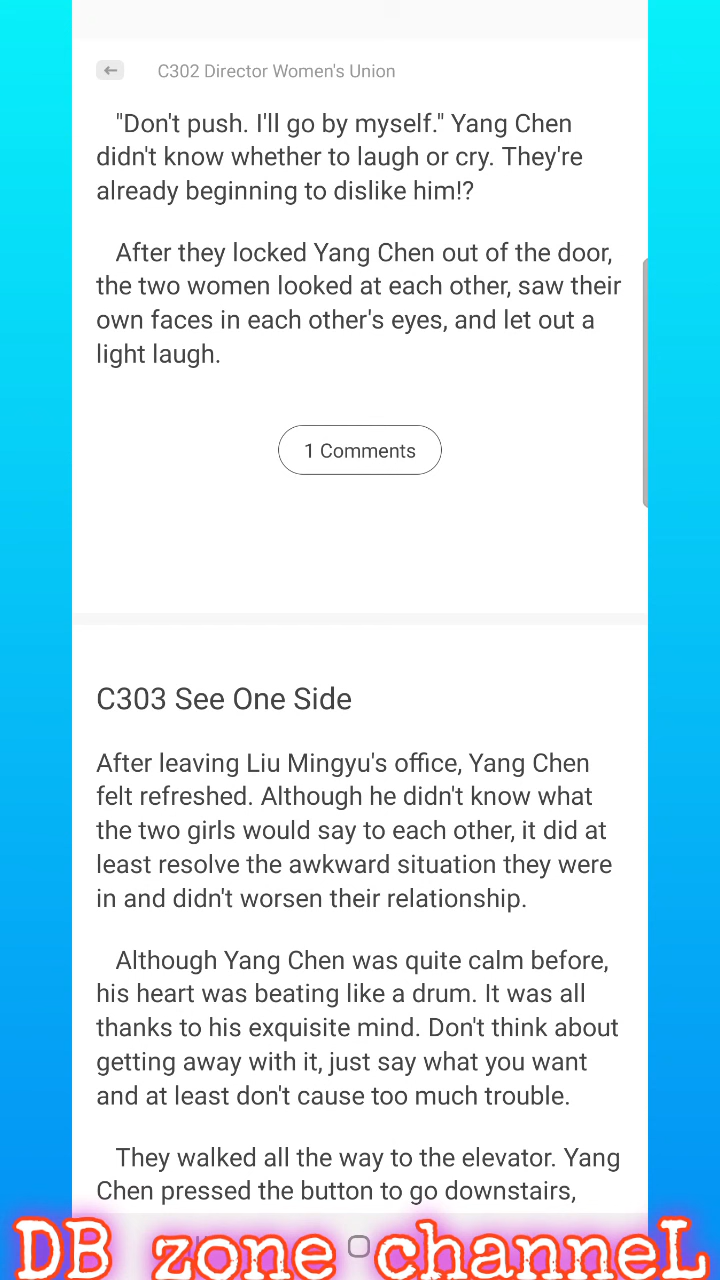 C302 Director Women's Union
"Don't push. I'll go by myself." Yang Chen
didn't know whether to laugh or cry. They're
already beginning to dislike him!?
After they locked Yang Chen out of the door,
the two women looked at each other, saw their
own faces in each other's eyes, and let out a
light laugh.
1 Comments
C303 See One Side
After leaving Liu Mingyu's office, Yang Chen
felt refreshed. Although he didn't know what
the two girls would say to each other, it did at
least resolve the awkward situation they were
in and didn't worsen their relationship.
Although Yang Chen was quite calm before,
his heart was beating like a drum. It was all
thanks to his exquisite mind. Don't think about
getting away with it, just say what you want
and at least don't cause too much trouble.
They walked all the way to the elevator. Yang
Chen pressed the button to go downstairs,
DB zone channeL